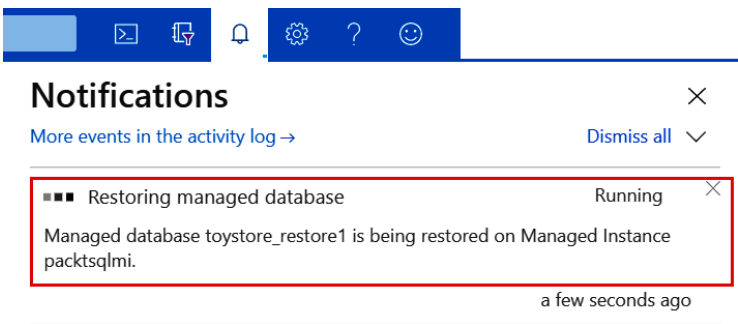 Notifications
More events in the activity log →
Dismiss all
Restoring managed database
Running
Managed database toystore_restore1 is being restored on Managed Instance
packtsqlmi.
a few seconds ago